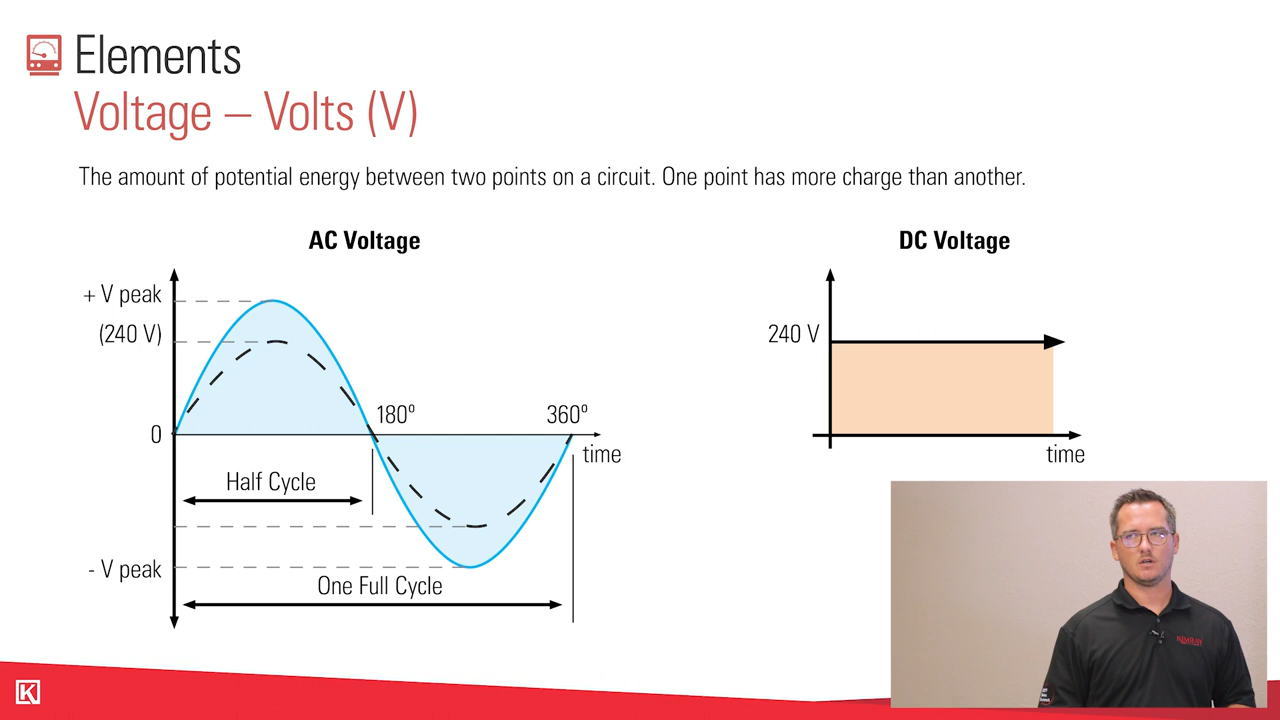 Elements
Voltage – Volts (V)
The amount of potential energy between two points on a circuit. One point has more charge than another.
AC Voltage
+ V peak
(240 V)
0
180º
360º
time
Half Cycle
- V peak
One Full Cycle
DC Voltage
240 V
time
KIMRAY
K